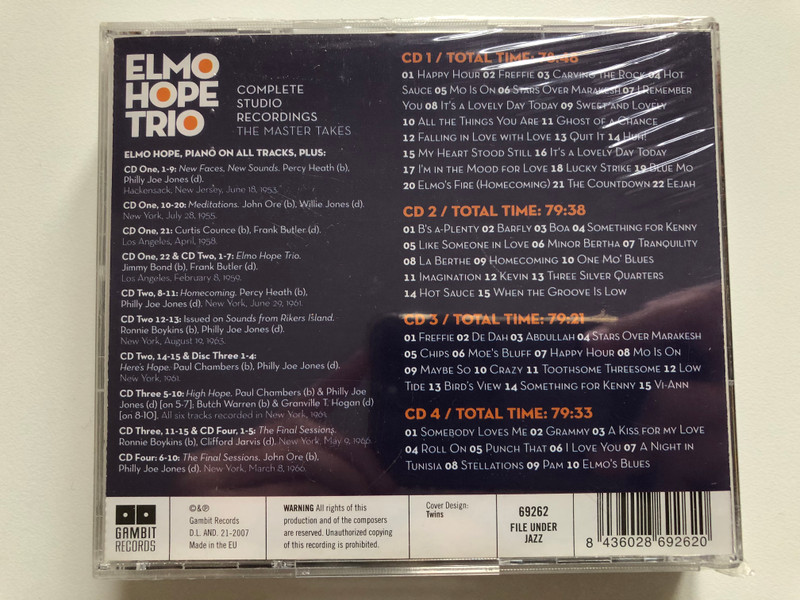 ELMO
HOPE
TRIO
COMPLETE
STUDIO
RECORDINGS
THE MASTER TAKES
ELMO HOPE, PIANO ON ALL TRACKS, PLUS:
CD One, 1-9: New Faces, New Sounds. Percy Heath (b),
Philly Joe Jones (d).
Hackensack, New Jersey, June 18, 1953.
CD One, 10-20: Meditations. John Ore (b), Willie Jones (d).
New York, July 28, 1955.
CD One, 21: Curtis Counce (b), Frank Butler (d).
Los Angeles, April, 1958.
CD One, 22 & CD Two, 1-7: Elmo Hope Trio.
Jimmy Bond (b), Frank Butler (d).
Los Angeles, February 8, 1959.
CD Two, 8-11: Homecoming. Percy Heath (b),
Philly Joe Jones (d), New York, June 29, 1961.
CD Two 12-13: Issued on Sounds from Rikers Island.
Ronnie Boykins (b), Philly Joe Jones (d).
New York, August 19, 1963.
CD Two, 14-15 & Disc Three 1-4:
Here's Hope. Paul Chambers (b), Philly Joe Jones (d).
New York, 1961.
CD Three 5-10: High Hope. Paul Chambers (b) & Philly Joe
Jones (d) [on 5-7]; Butch Warren (b) & Granville T. Hogan (d)
[on 8-10]. All six tracks recorded in New York, 1961.
CD Three, 11-15 & CD Four, 1-5: The Final Sessions.
Ronnie Boykins (b), Clifford Jarvis (d), New York. May 9, 1966.
CD Four: 6-10: The Final Sessions. John Ore (b),
Philly Joe Jones (d), New York, March 8, 1966.
CD 1 / TOTAL TIME: 78:48
01 Happy Hour 02 Freffie 03 Carving the Rock 04 Hot
Sauce 05 Mo Is On 06 Stars Over Marakesh 07 I Remember
You 08 It's a Lovely Day Today 09 Sweet and Lovely
10 All the Things You Are 11 Ghost of a Chance
12 Falling in Love with Love 13 Quit It 14 Huh!
15 My Heart Stood Still 16 It's a Lovely Day Today
17 I'm in the Mood for Love 18 Lucky Strike 19 Blue Mo
20 Elmo's Fire (Homecoming) 21 The Countdown 22 Eejah
CD 2 / TOTAL TIME: 79:38
01 B's a-Plenty 02 Barfly 03 Boa 04 Something for Kenny
05 Like Someone in Love 06 Minor Bertha 07 Tranquility
08 La Berthe 09 Homecoming 10 One Mo' Blues
11 Imagination 12 Kevin 13 Three Silver Quarters
14 Hot Sauce 15 When the Groove Is Low
CD 3 / TOTAL TIME: 79:21
01 Freffie 02 De Dah 03 Abdullah 04 Stars Over Marakesh
05 Chips 06 Moe's Bluff 07 Happy Hour 08 Mo Is On
09 Maybe So 10 Crazy 11 Toothsome Threesome 12 Low
Tide 13 Bird's View 14 Something for Kenny 15 Vi-Ann
CD 4 / TOTAL TIME: 79:33
01 Somebody Loves Me 02 Grammy 03 A Kiss for My Love
04 Roll On 05 Punch That 06 I Love You 07 A Night in
Tunisia 08 Stellations 09 Pam 10 Elmo's Blues
GAMBIT
RECORDS
©&℗
Gambit Records
D.L. AND. 21-2007
Made in the EU
WARNING All rights of this
production and of the composers
are reserved. Unauthorized copying
of this recording is prohibited.
Cover Design:
Twins
69262
FILE UNDER
JAZZ
8 436028 692620